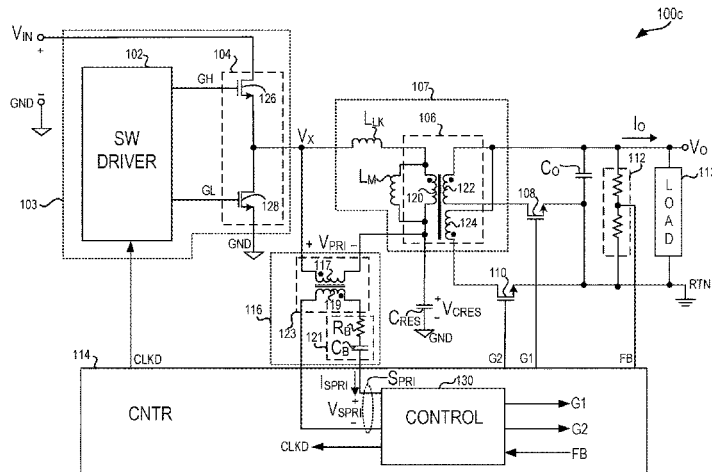 100c
VIN
+
103
102
104
GH
126
107
106
IO
VO
LLK
VX
GND
SW
DRIVER
LM
120
122
124
CO
112
108
LOAD
GL
128
GND
+ VPRI -
110
RTN
117
116
119
123
121
RB
CB
CRES
+
VCRES
-
GND
114
CLKD
ISPRI
SPRI
130
G2
G1
FB
CNTR
+
VSPRI
-
CONTROL
G1
G2
CLKD
FB